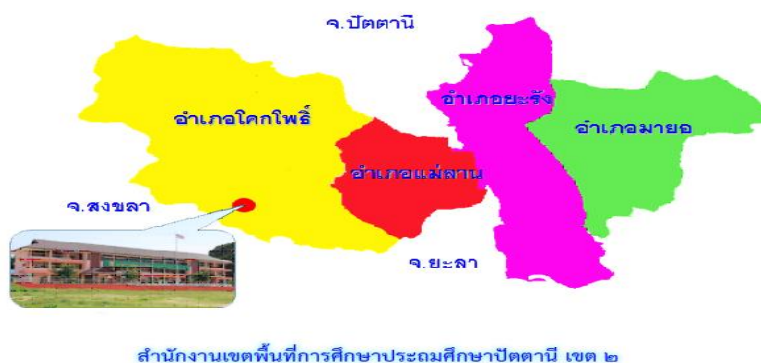 จ.ปัตตานี
อำเภอยะรัง
อำเภอโคกโพธิ์
อำเภอมายอ
อำเภอแม่ลาน
จ.สงขลา
จ.ยะลา
สำนักงานเขตพื้นที่การศึกษาประถมศึกษาปัตตานี เขต ๒